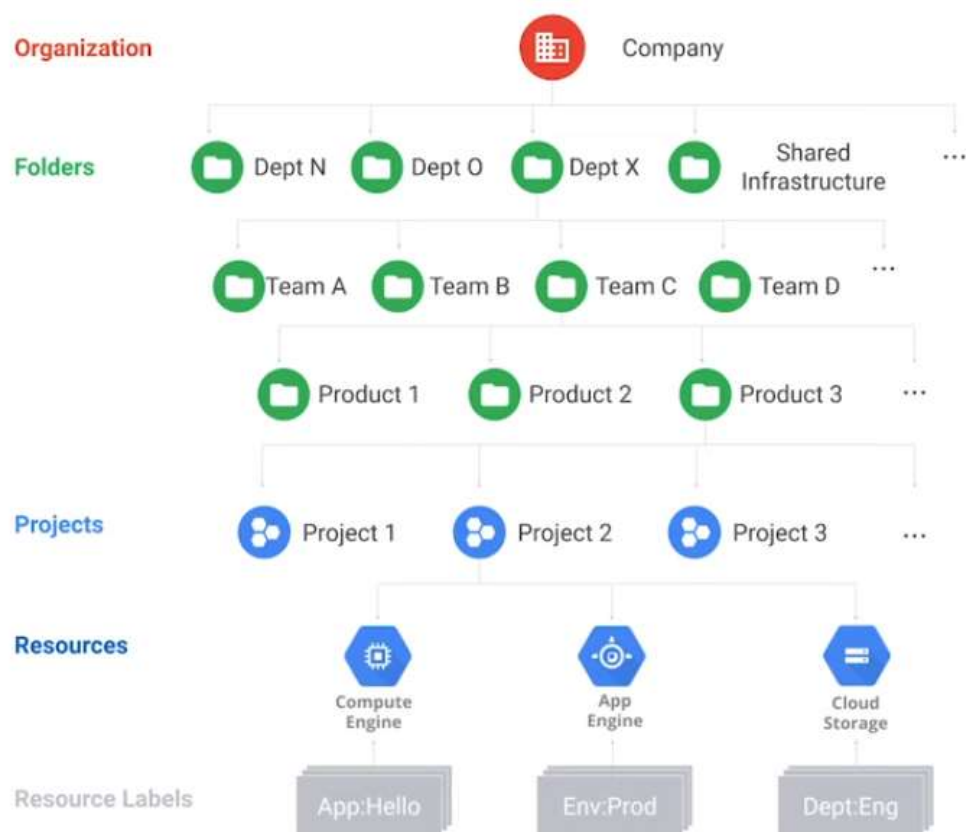 Organization
Company
Folders
Dept N
Dept O
Dept X
Shared
Infrastructure
...
Team A
Team B
Team C
Team D
...
Product 1
Product 2
Product 3
...
Projects
Project 1
Project 2
Project 3
...
Resources
Compute
Engine
App
Engine
Cloud
Storage
Resource Labels
App:Hello
Env:Prod
Dept:Eng